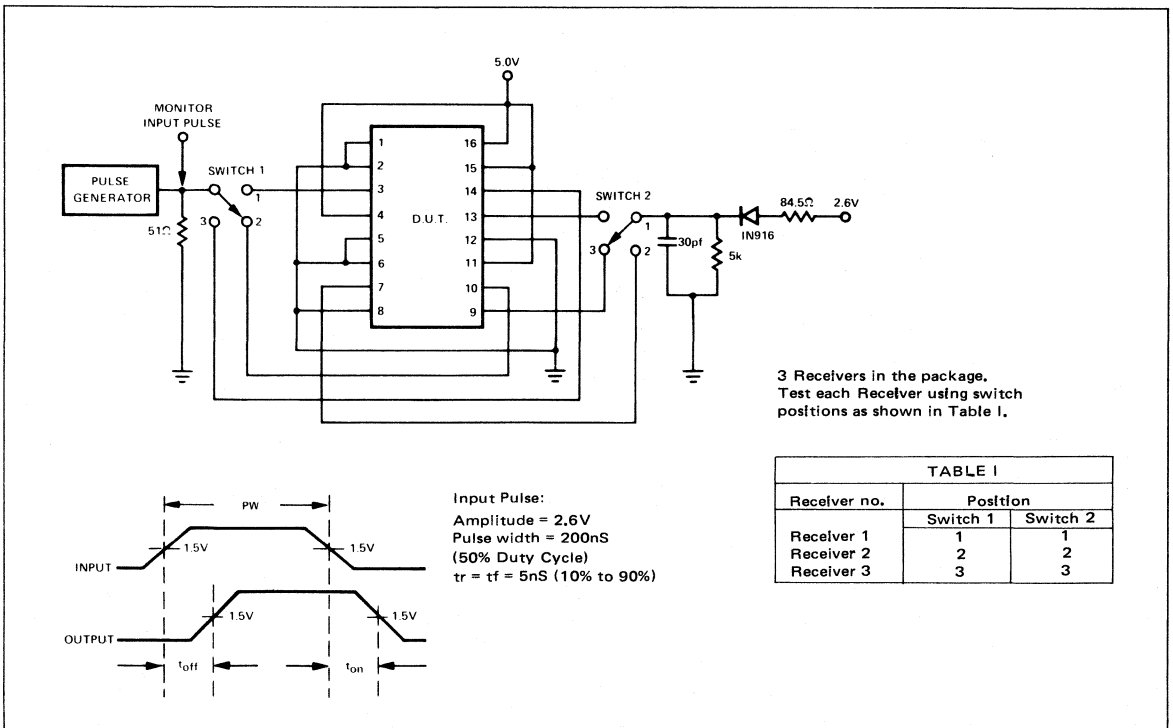 5.0V
MONITOR
INPUT PULSE
PULSE
GENERATOR
51Ω
SWITCH 1
1
2
3
D.U.T.
1
2
3
4
5
6
7
8
16
15
14
13
12
11
10
9
SWITCH 2
1
3
2
30pf
5k
IN916
84.5Ω
2.6V
3 Receivers in the package.
Test each Receiver using switch
positions as shown in Table I.
TABLE I
Receiver no. Position
Switch 1 Switch 2
Receiver 1 1 1
Receiver 2 2 2
Receiver 3 3 3
PW
INPUT
1.5V
1.5V
OUTPUT
1.5V
1.5V
toff
ton
Input Pulse:
Amplitude = 2.6V
Pulse width = 200nS
(50% Duty Cycle)
tr = tf = 5nS (10% to 90%)